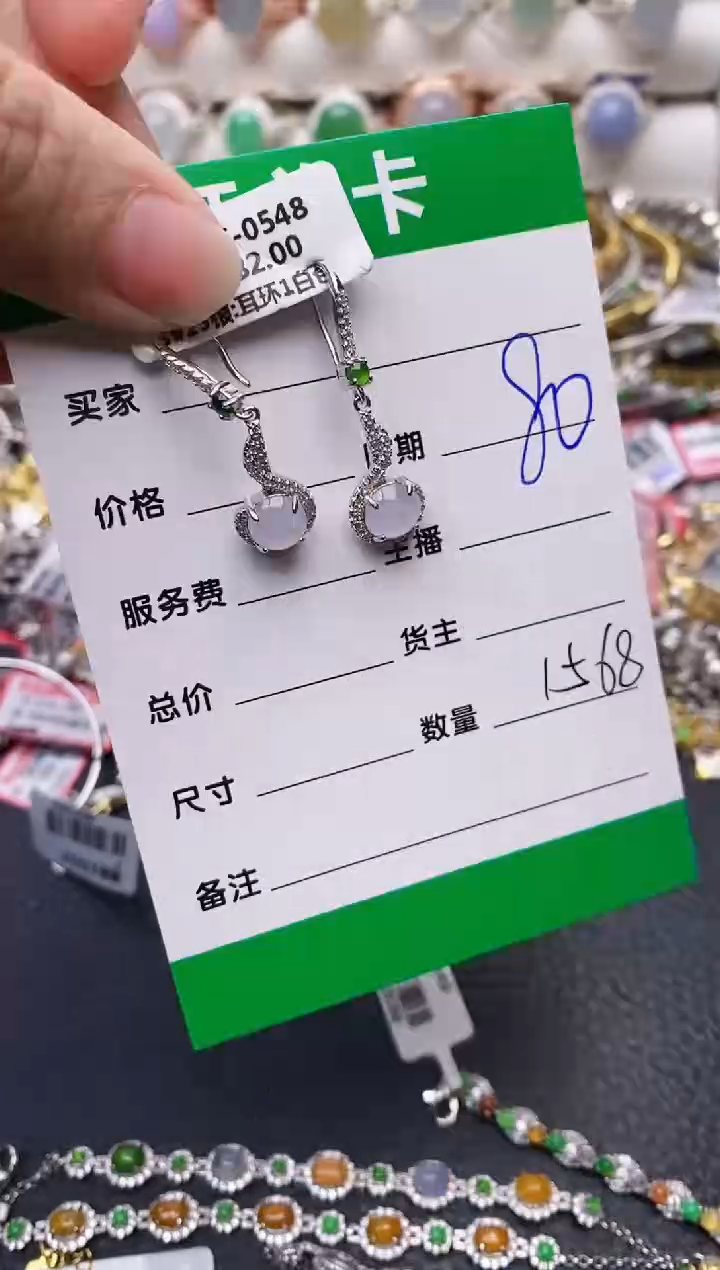 卡
-0548
2.00
耳环1白
买家
80
价格
期
服务费
主播
总价
货主
1568
尺寸
数量
备注